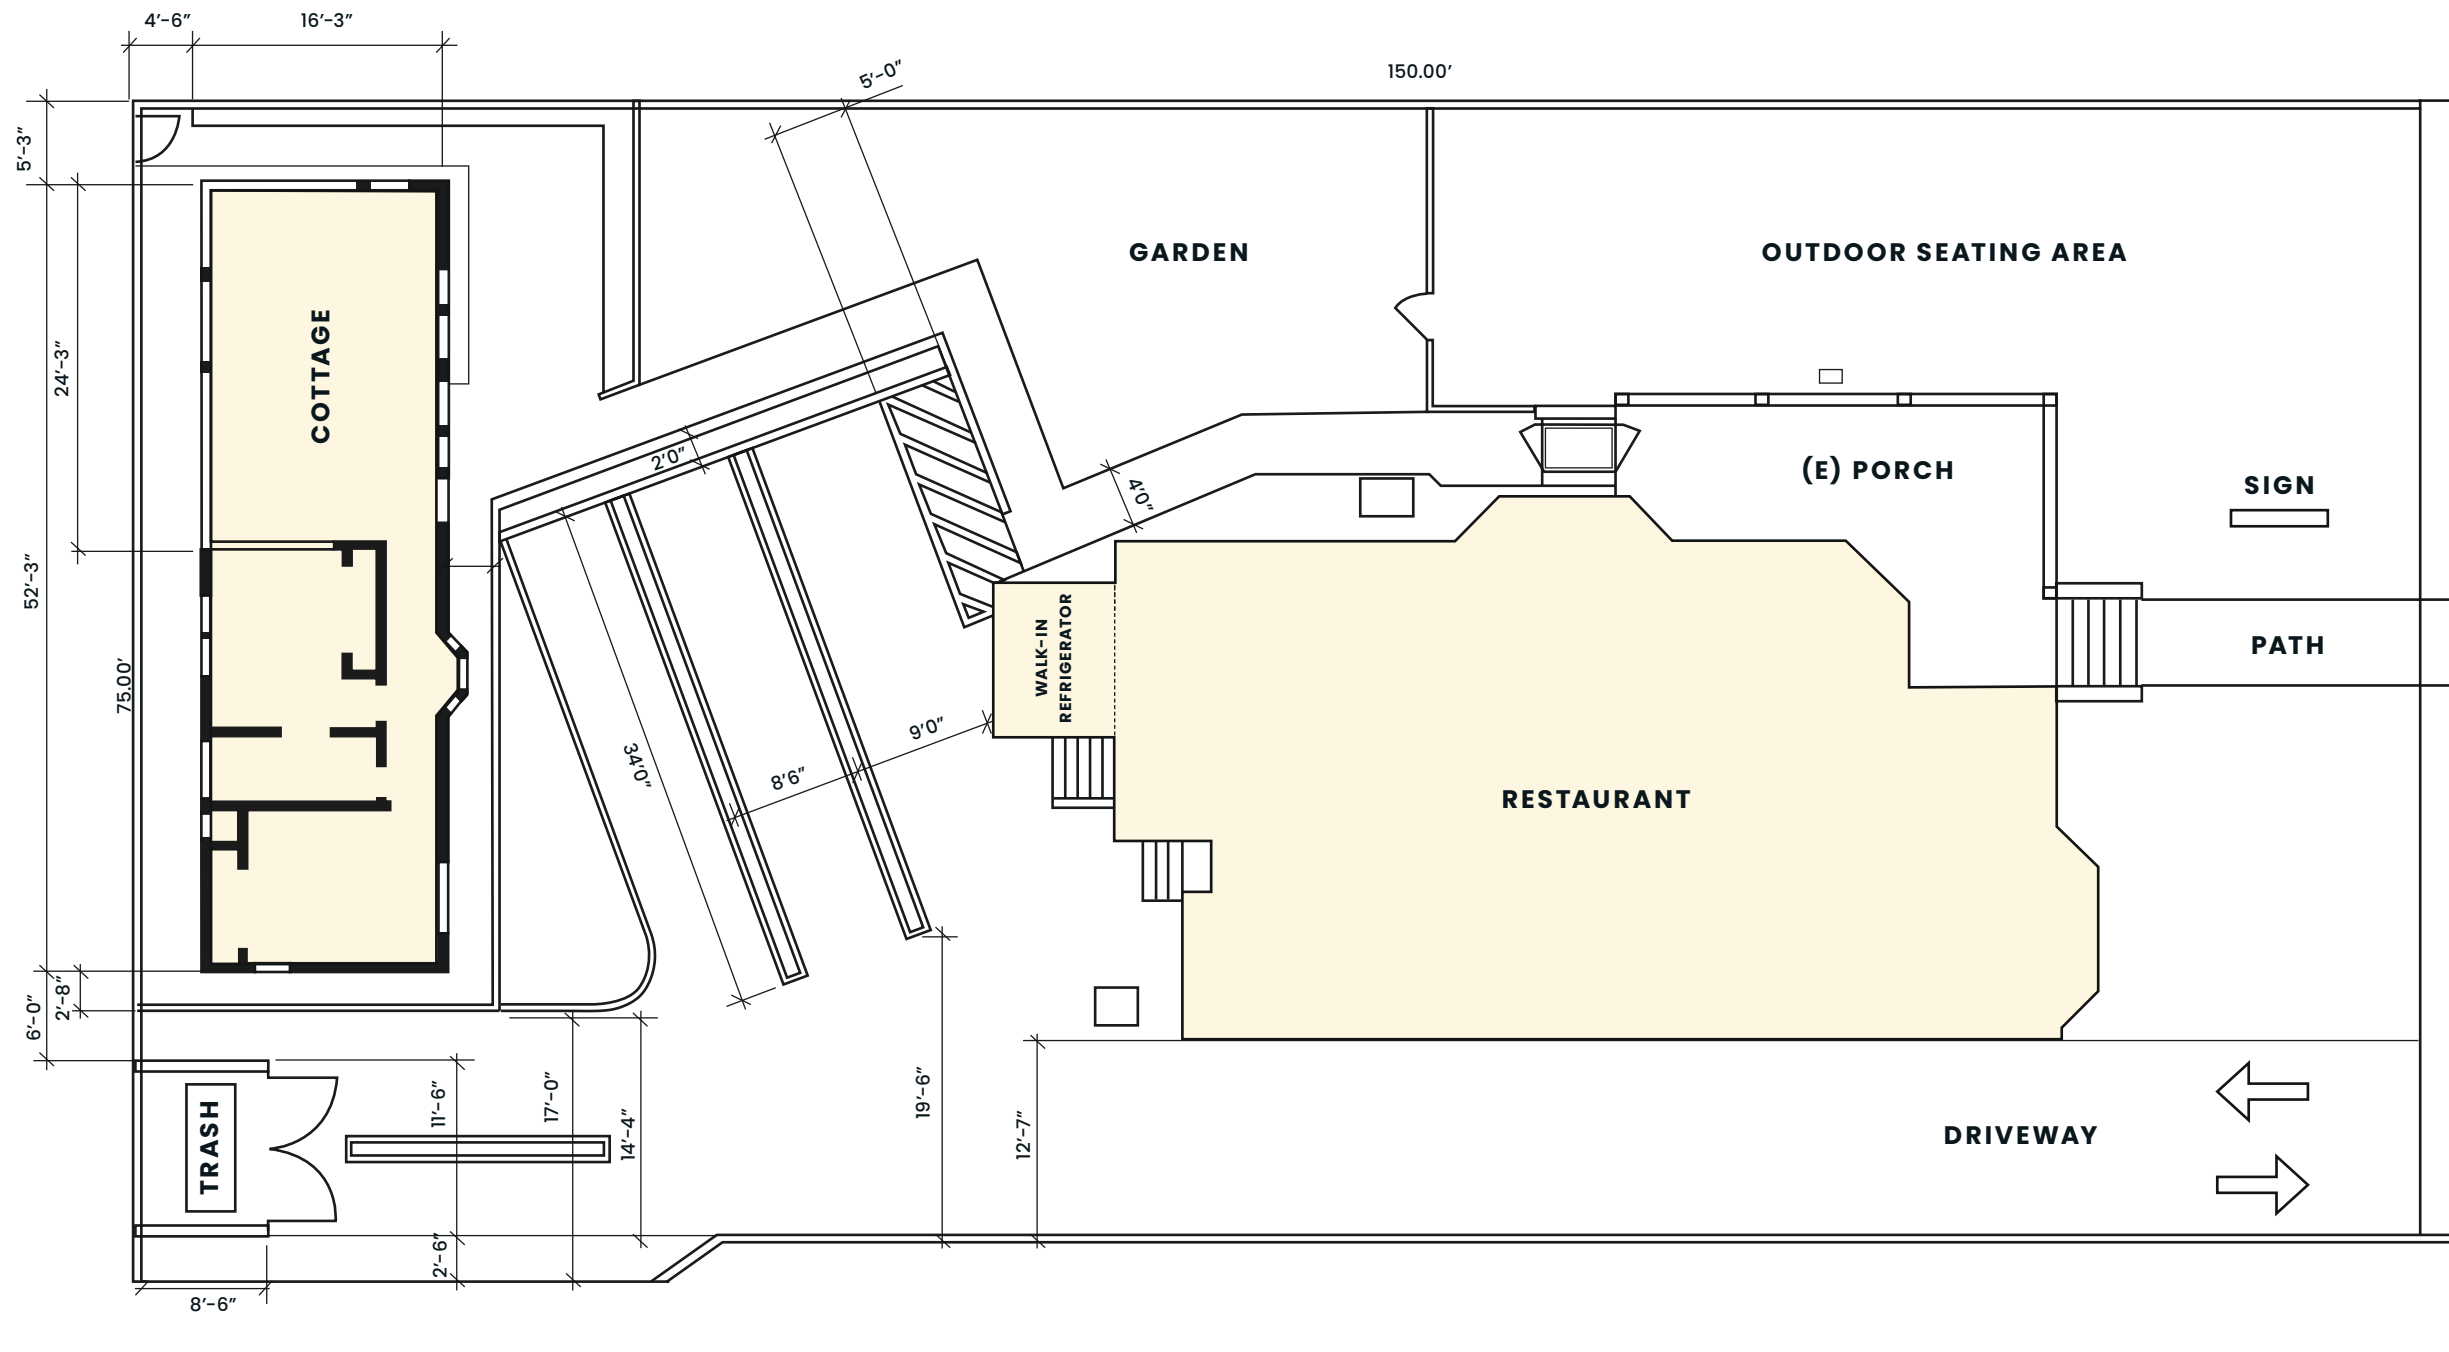 4’-6”
16’-3”
5’-0”
150.00’
5’-3”
GARDEN
OUTDOOR SEATING AREA
24’-3”
COTTAGE
2’0”
4’0”
(E) PORCH
SIGN
52’-3”
WALK-IN
REFRIGERATOR
PATH
75.00’
9’0”
34’0”
8’6”
RESTAURANT
2’-8”
6’-0”
11’-6”
17’-0”
14’-4”
19’-6”
12’-7”
TRASH
DRIVEWAY
2’-6”
8’-6”